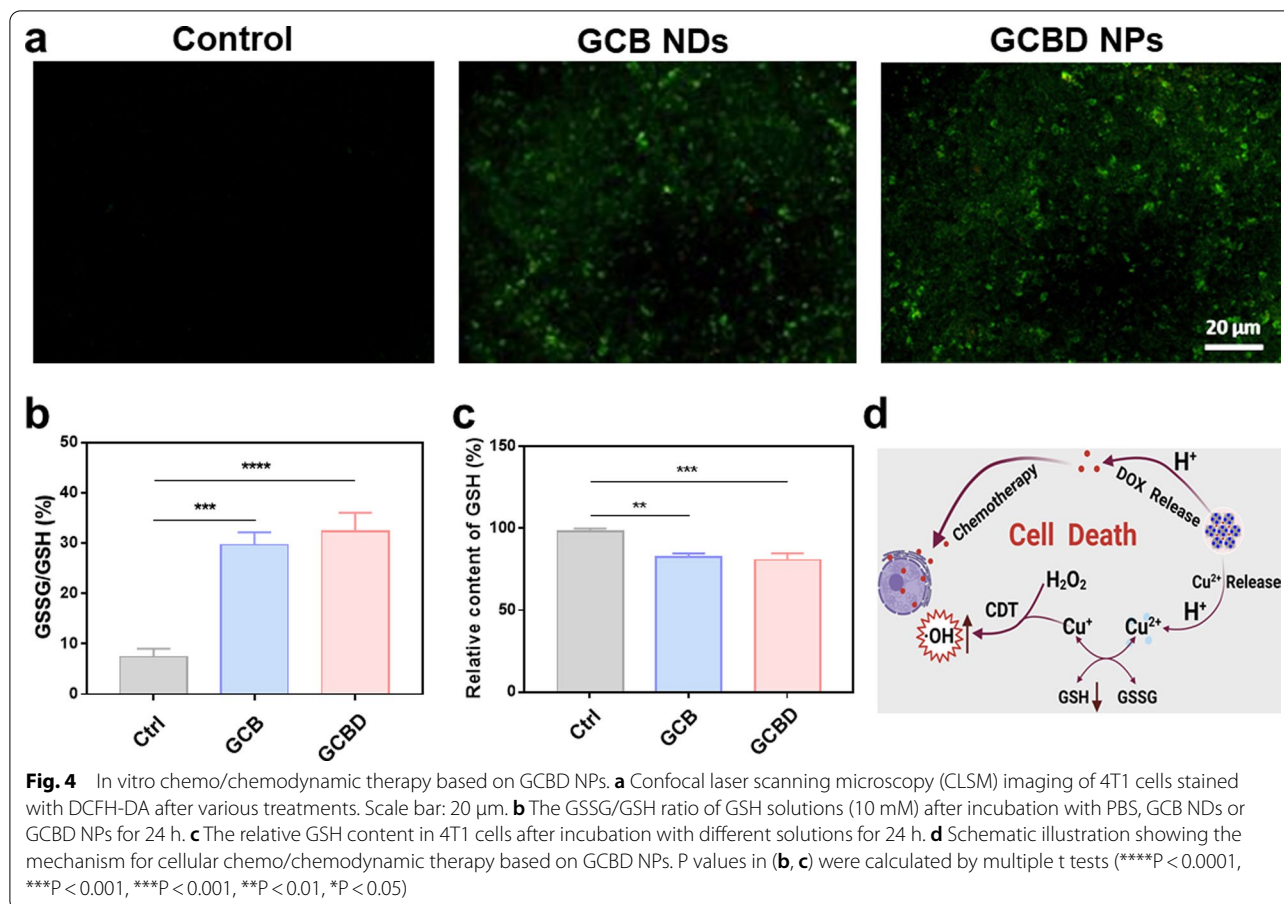 a
Control
GCB NDs
GCBD NPs
20 µm
b
GSSG/GSH (%)
50
40
30
20
10
0
****
***
Ctrl
GCB
GCBD
c
Relative content of GSH (%)
150
100
50
0
***
**
Ctrl
GCB
GCBD
d
H⁺
DOX Release
Chemotherapy
Cell Death
Cu²⁺ Release
H₂O₂
H⁺
CDT
Cu⁺
Cu²⁺
·OH
GSH
GSSG
Fig. 4 In vitro chemo/chemodynamic therapy based on GCBD NPs. a Confocal laser scanning microscopy (CLSM) imaging of 4T1 cells stained
with DCFH-DA after various treatments. Scale bar: 20 µm. b The GSSG/GSH ratio of GSH solutions (10 mM) after incubation with PBS, GCB NDs or
GCBD NPs for 24 h. c The relative GSH content in 4T1 cells after incubation with different solutions for 24 h. d Schematic illustration showing the
mechanism for cellular chemo/chemodynamic therapy based on GCBD NPs. P values in (b, c) were calculated by multiple t tests (****P < 0.0001,
***P < 0.001, ***P < 0.001, **P < 0.01, *P < 0.05)